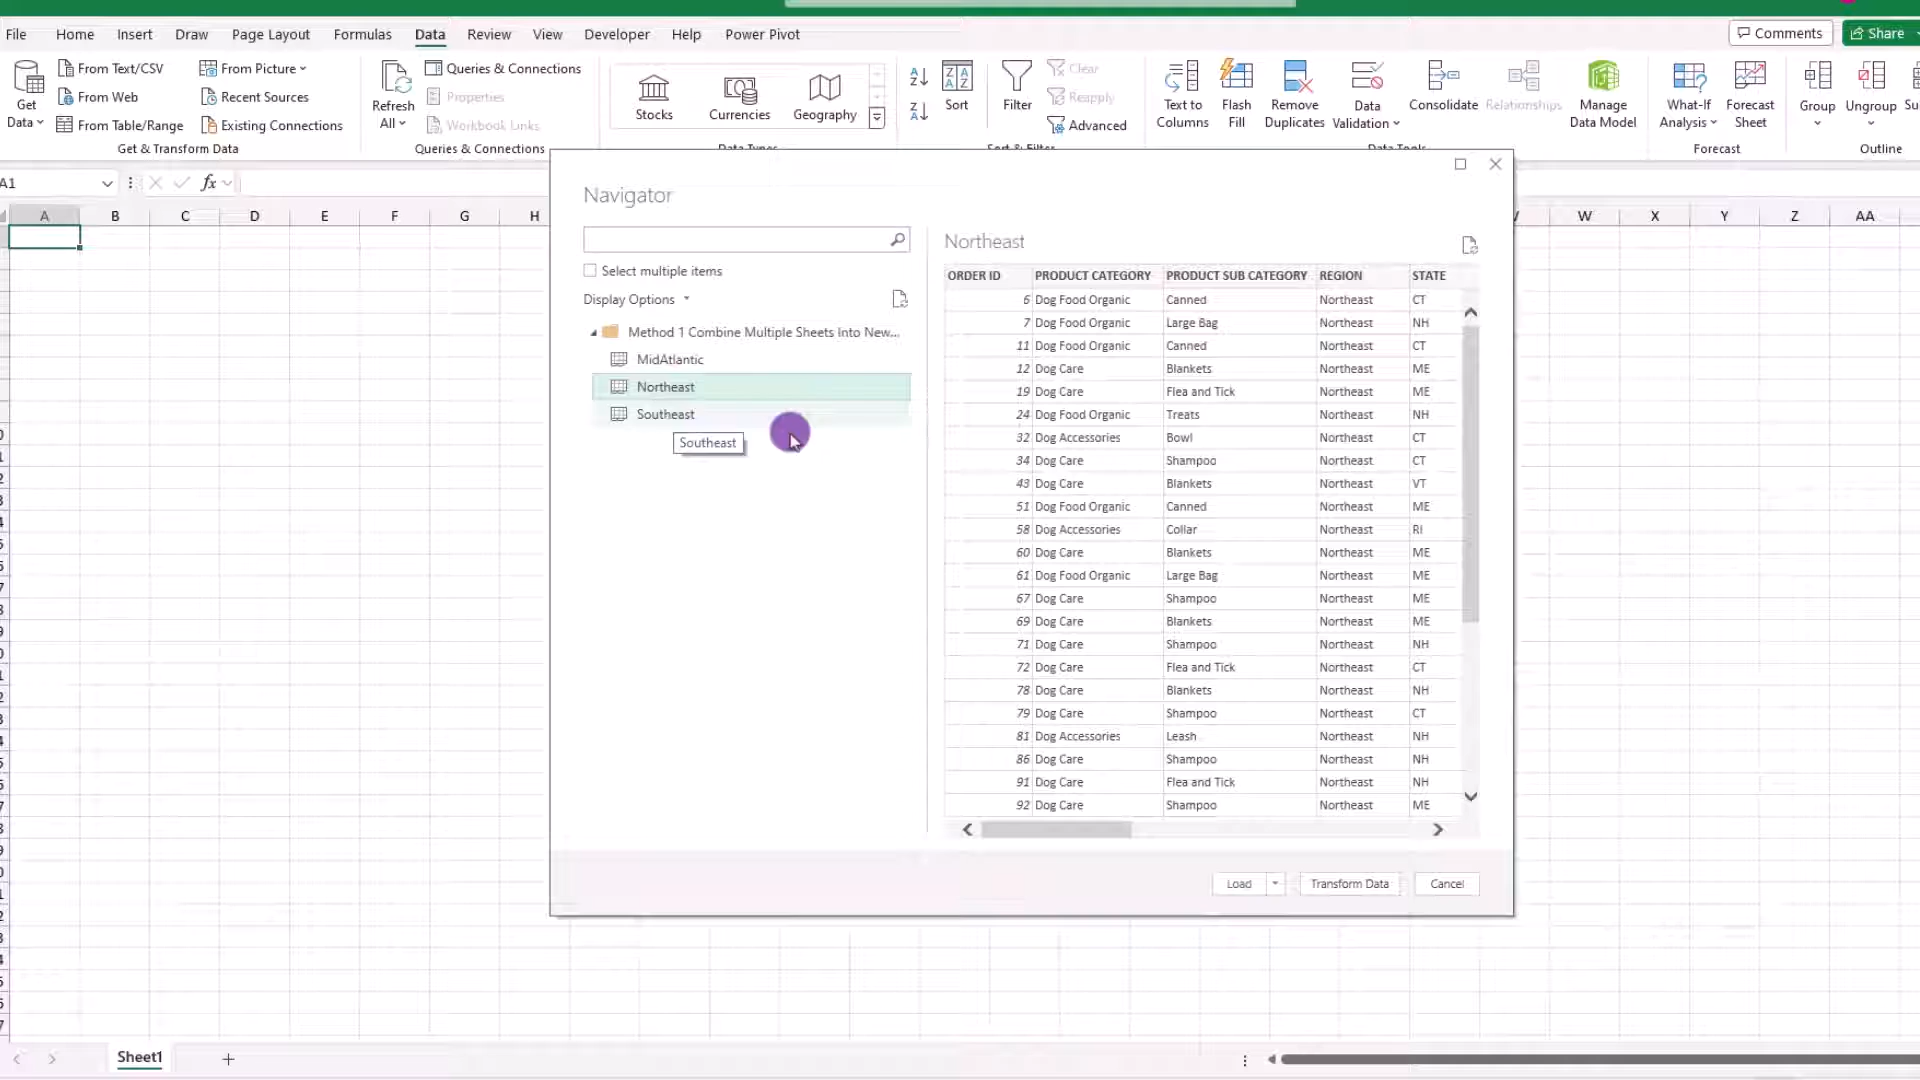 File Home Insert Draw Page Layout Formulas Data Review View Developer Help Power Pivot Comments Share
Get Data
From Text/CSV
From Web
From Table/Range
From Picture
Recent Sources
Existing Connections
Get & Transform Data
Refresh All
Queries & Connections
Properties
Workbook Links
Queries & Connections
Stocks Currencies Geography
Data Types
Sort
Filter
Clear
Reapply
Advanced
Sort & Filter
Text to Columns
Flash Fill
Remove Duplicates
Data Validation
Consolidate
Relationships
Manage Data Model
Data Tools
What-If Analysis
Forecast Sheet
Forecast
Group
Ungroup
Outline
A1 fx
A B C D E F G H W X Y Z AA
Navigator
Select multiple items
Display Options
Method 1 Combine Multiple Sheets Into New...
MidAtlantic
Northeast
Southeast
Southeast
Northeast
ORDER ID PRODUCT CATEGORY PRODUCT SUB CATEGORY REGION STATE
6 Dog Food Organic Canned Northeast CT
7 Dog Food Organic Large Bag Northeast NH
11 Dog Food Organic Canned Northeast CT
12 Dog Care Blankets Northeast ME
19 Dog Care Flea and Tick Northeast ME
24 Dog Food Organic Treats Northeast NH
32 Dog Accessories Bowl Northeast CT
34 Dog Care Shampoo Northeast CT
43 Dog Care Blankets Northeast VT
51 Dog Food Organic Canned Northeast ME
58 Dog Accessories Collar Northeast RI
60 Dog Care Blankets Northeast ME
61 Dog Food Organic Large Bag Northeast ME
67 Dog Care Shampoo Northeast ME
69 Dog Care Blankets Northeast ME
71 Dog Care Shampoo Northeast NH
72 Dog Care Flea and Tick Northeast CT
78 Dog Care Blankets Northeast NH
79 Dog Care Shampoo Northeast CT
81 Dog Accessories Leash Northeast NH
86 Dog Care Shampoo Northeast NH
91 Dog Care Flea and Tick Northeast NH
92 Dog Care Shampoo Northeast ME
Load Transform Data Cancel
Sheet1